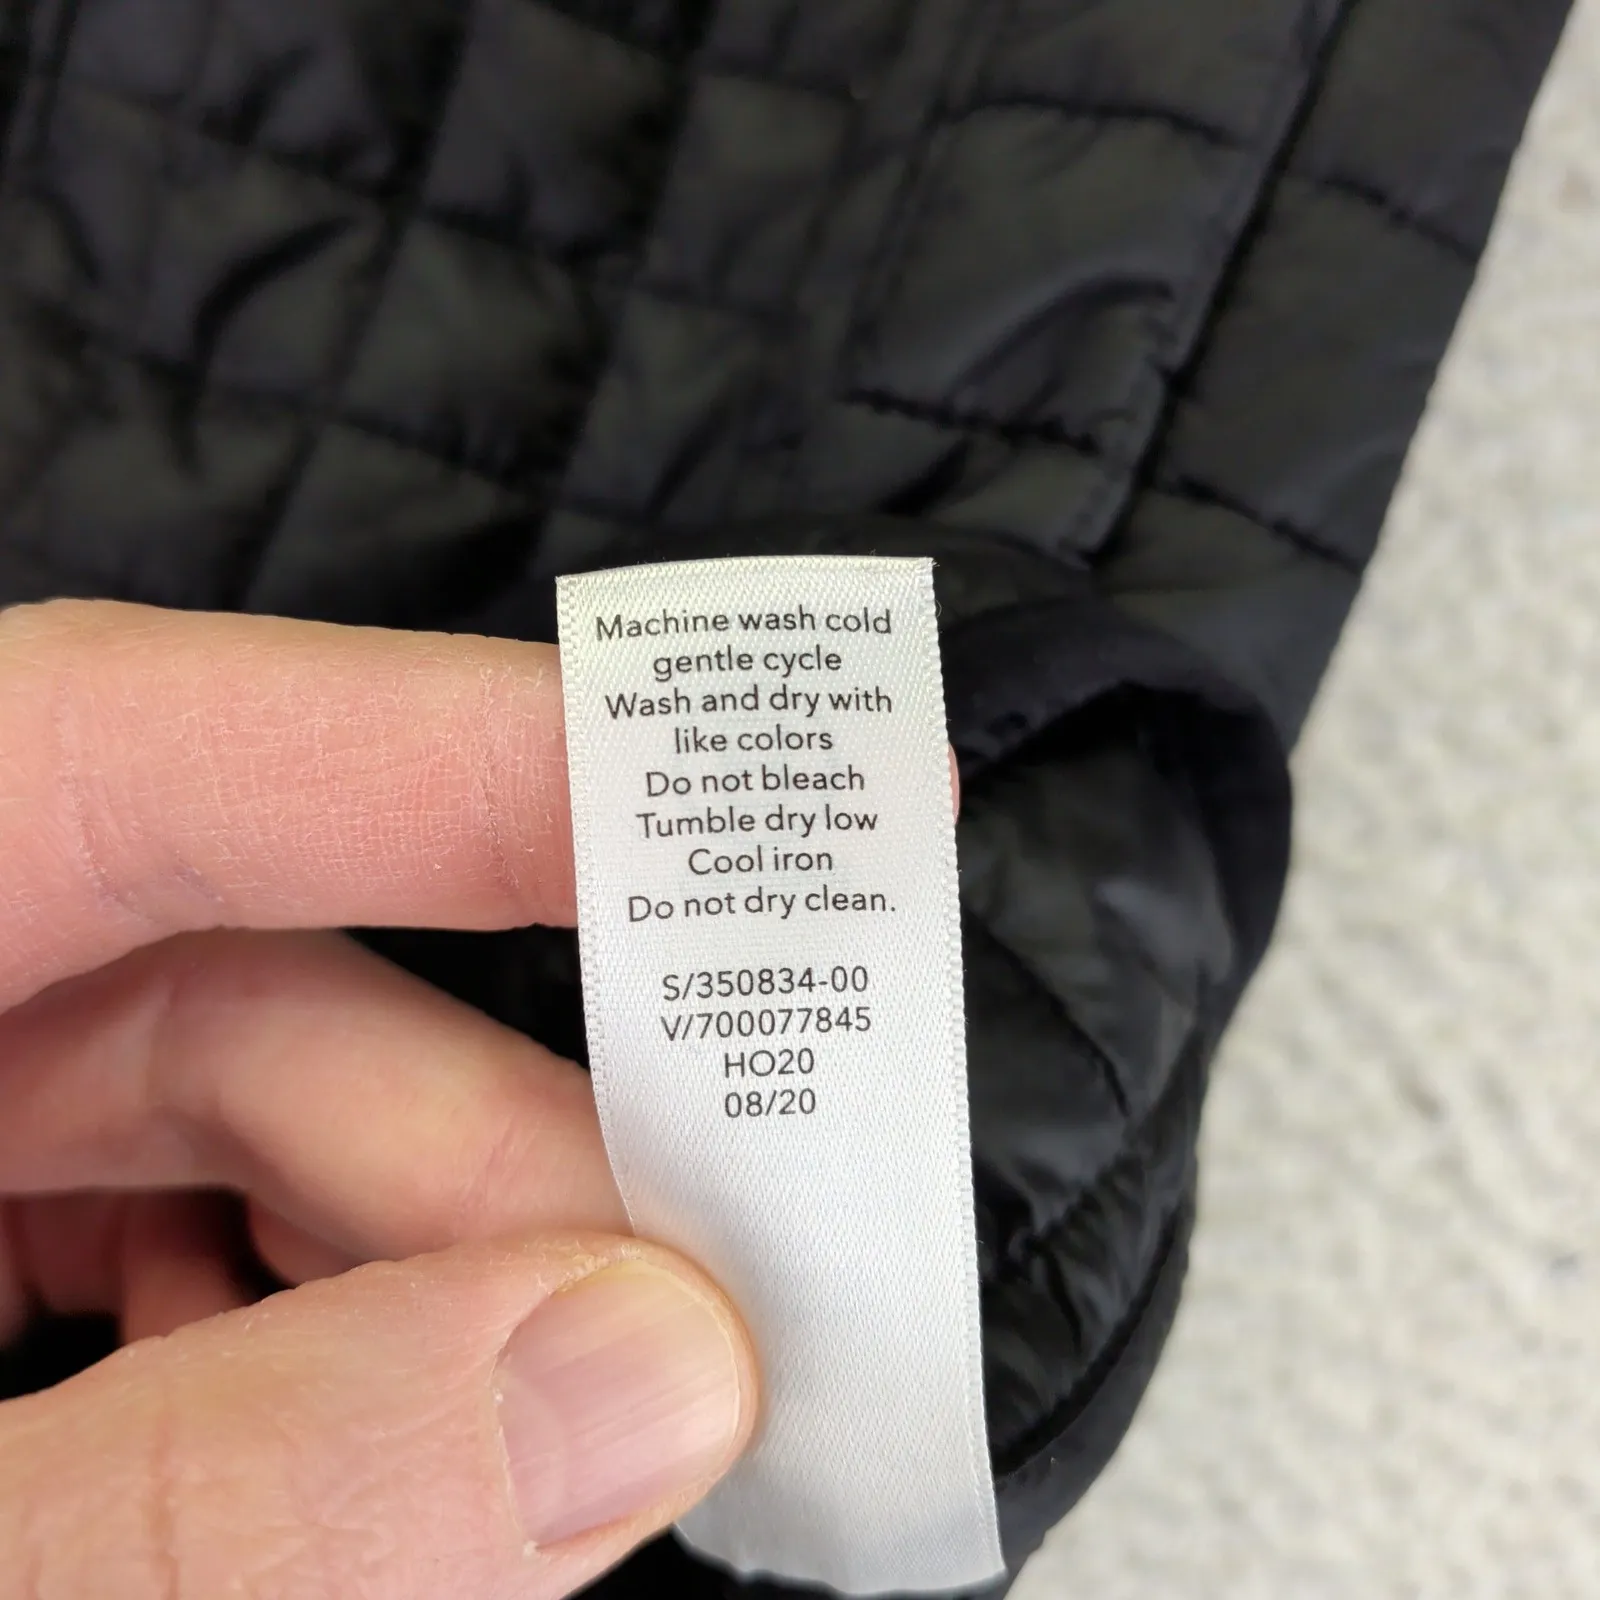 Machine wash cold
gentle cycle
Wash and dry with
like colors
Do not bleach
Tumble dry low
Cool iron
Do not dry clean.
S/350834-00
V/700077845
HO20
08/20